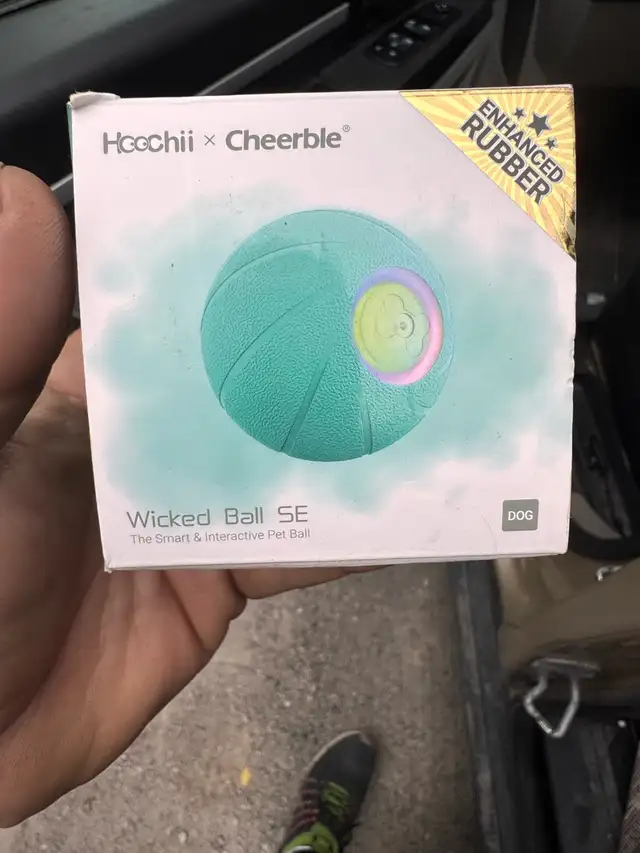 HooChii × Cheerble®
ENHANCED
RUBBER
Wicked Ball SE
The Smart & Interactive Pet Ball
DOG